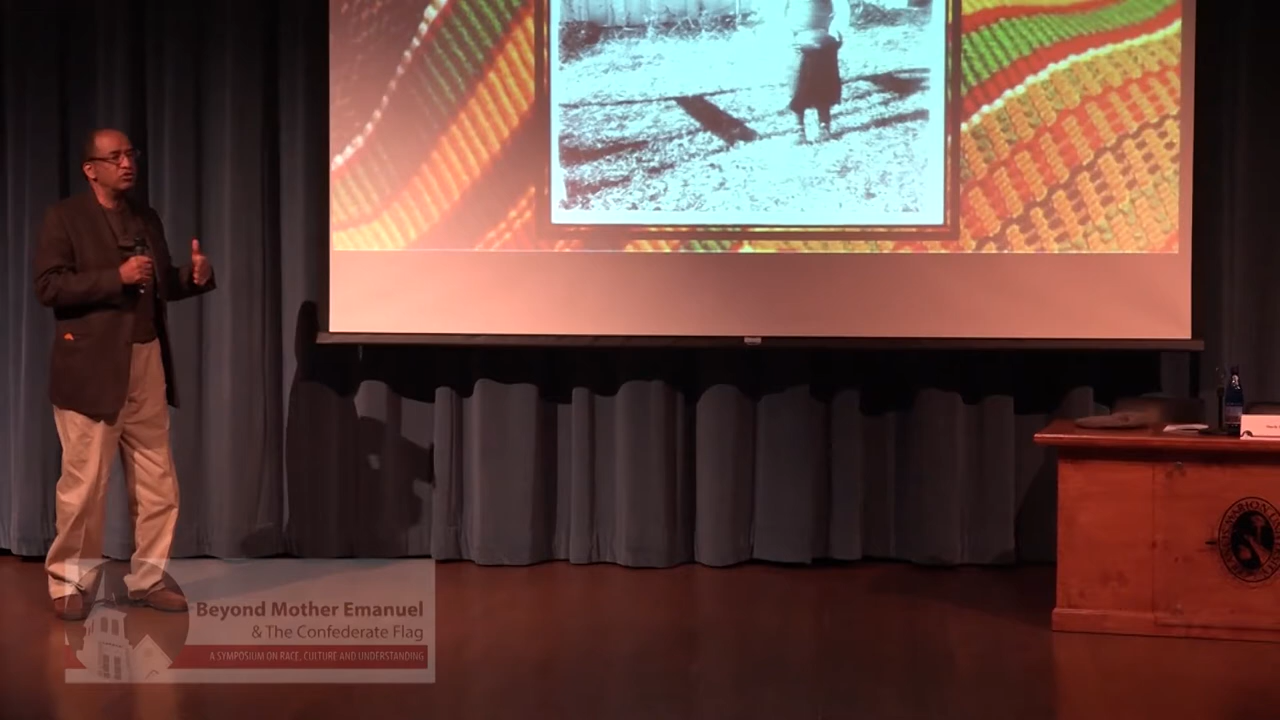 Beyond Mother Emanuel
& The Confederate Flag
A SYMPOSIUM ON RACE, CULTURE AND UNDERSTANDING